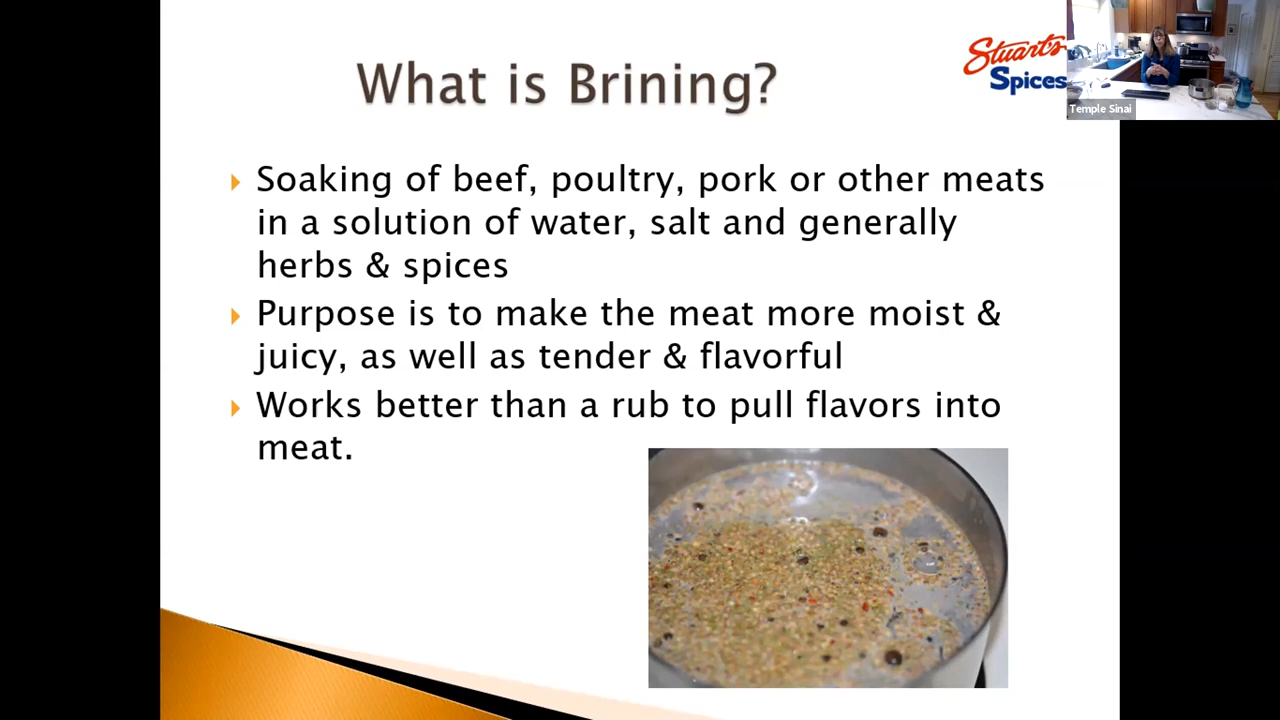 What is Brining?
Stuart's
Spices
Temple Sinai
Soaking of beef, poultry, pork or other meats
in a solution of water, salt and generally
herbs & spices
Purpose is to make the meat more moist &
juicy, as well as tender & flavorful
Works better than a rub to pull flavors into
meat.